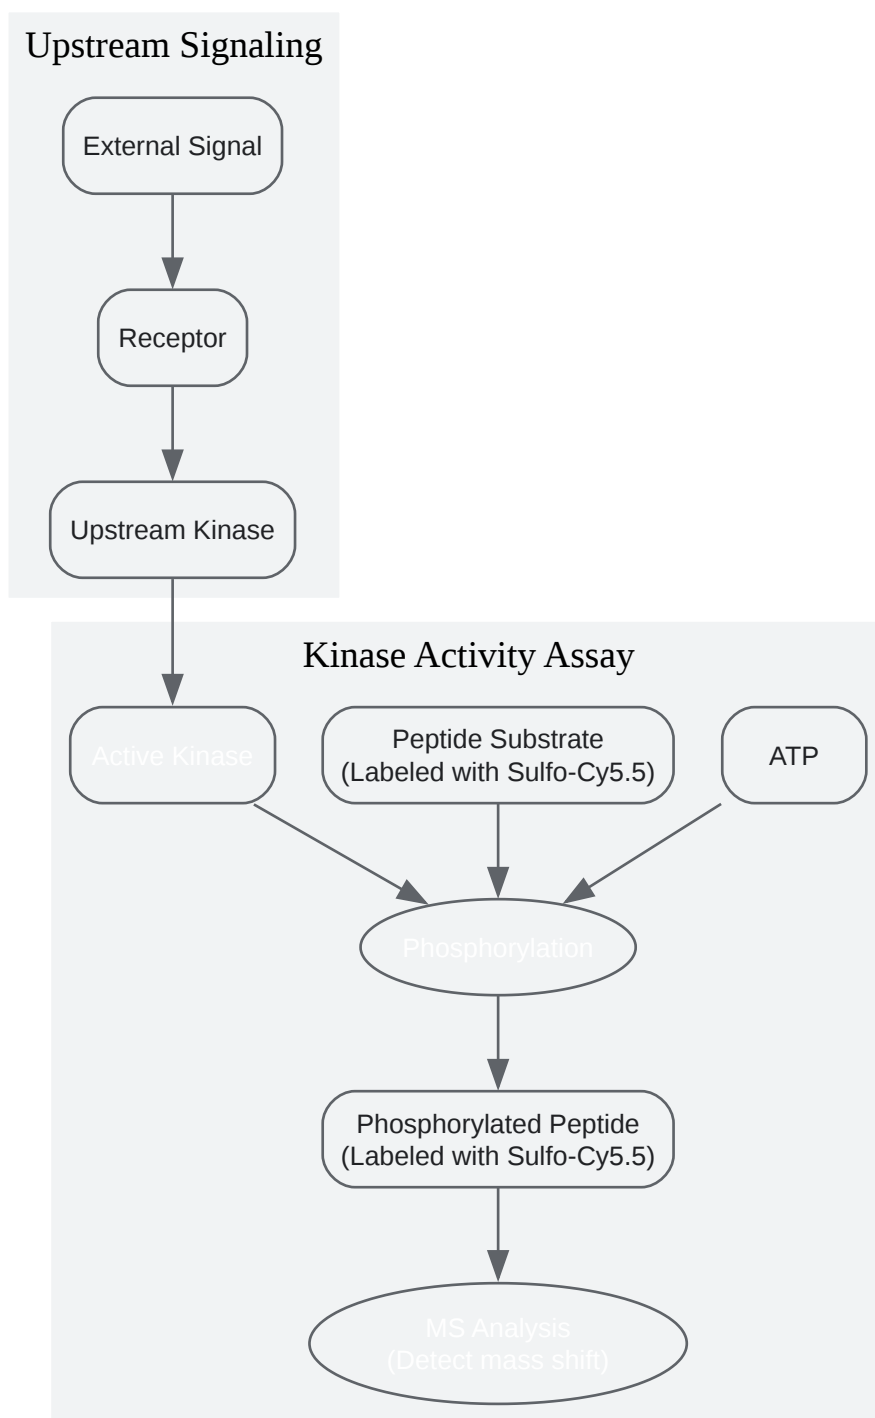 Upstream Signaling
External Signal
Receptor
Upstream Kinase
Kinase Activity Assay
Active Kinase
Peptide Substrate
(Labeled with Sulfo-Cy5.5)
ATP
Phosphorylation
Phosphorylated Peptide
(Labeled with Sulfo-Cy5.5)
MS Analysis
(Detect mass shift)